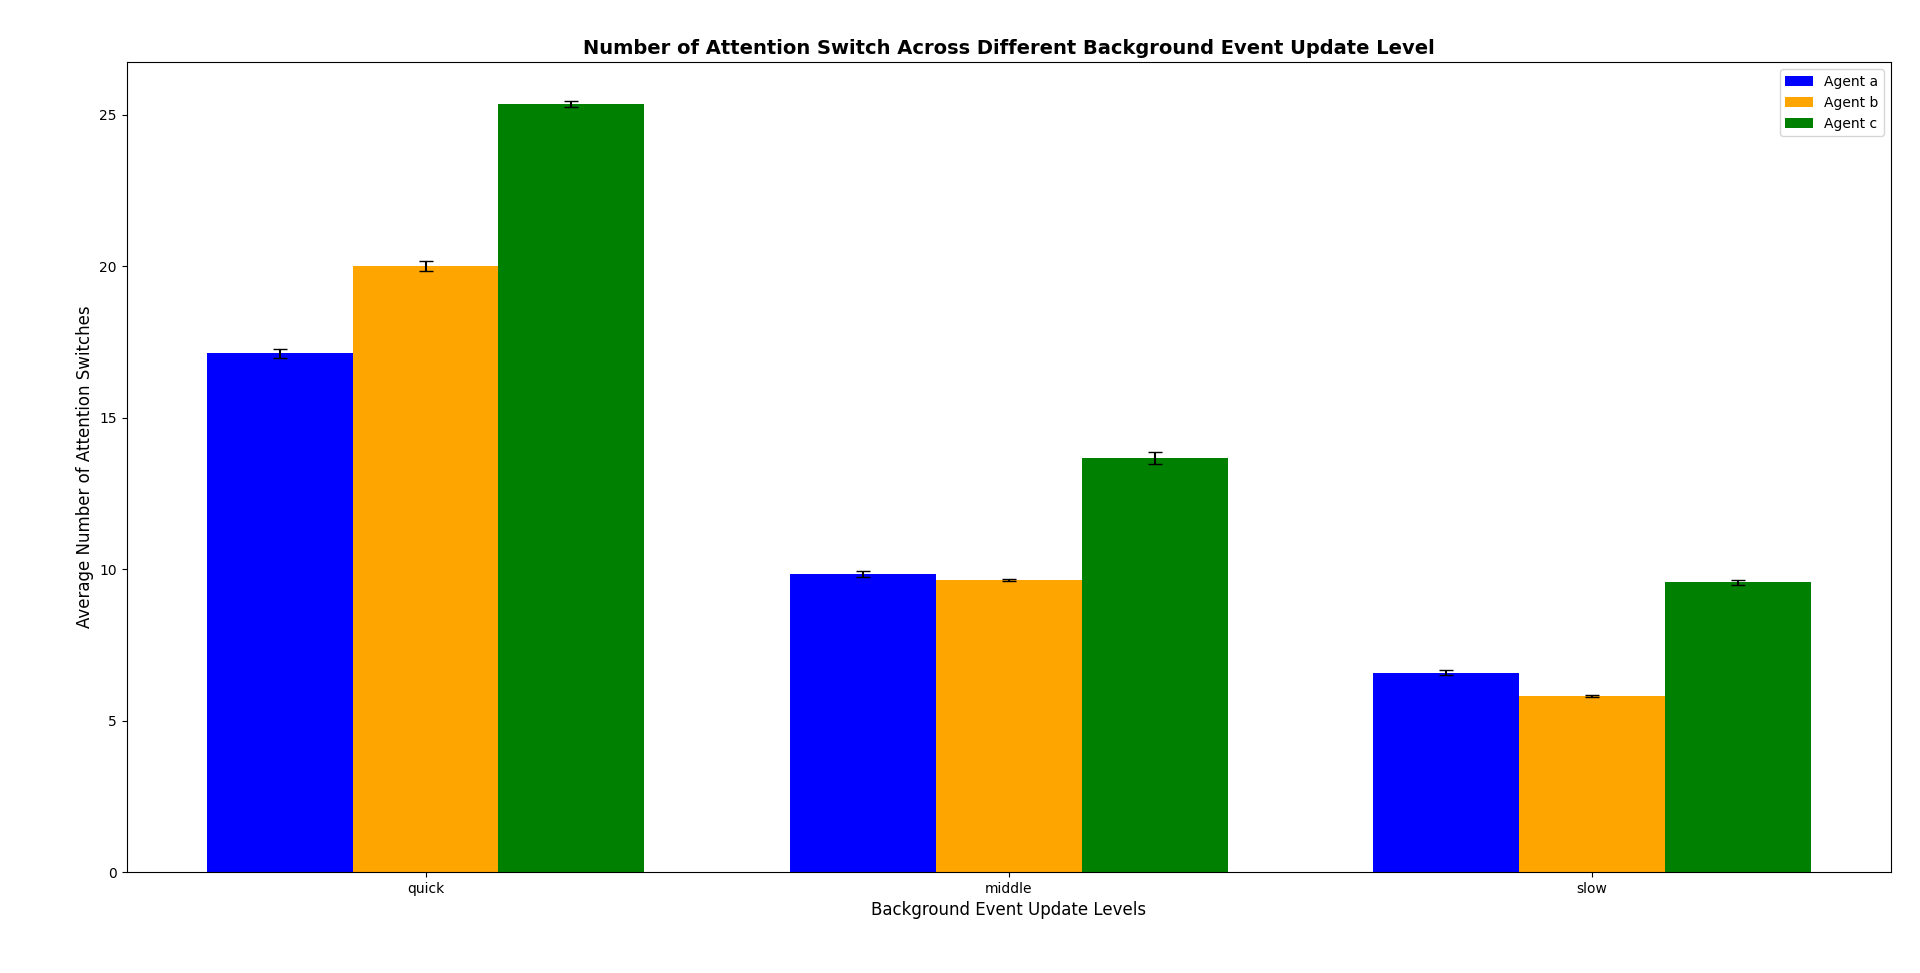 Number of Attention Switch Across Different Background Event Update Level
Agent a
Agent b
Agent c
Average Number of Attention Switches
25
20
15
10
5
0
quick
middle
slow
Background Event Update Levels